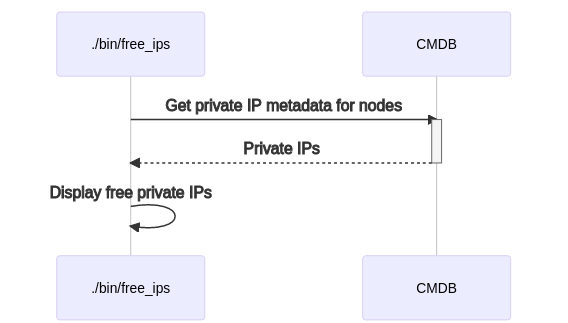 ./bin/free_ips
CMDB
Get private IP metadata for nodes
Private IPs
Display free private IPs
./bin/free_ips
CMDB